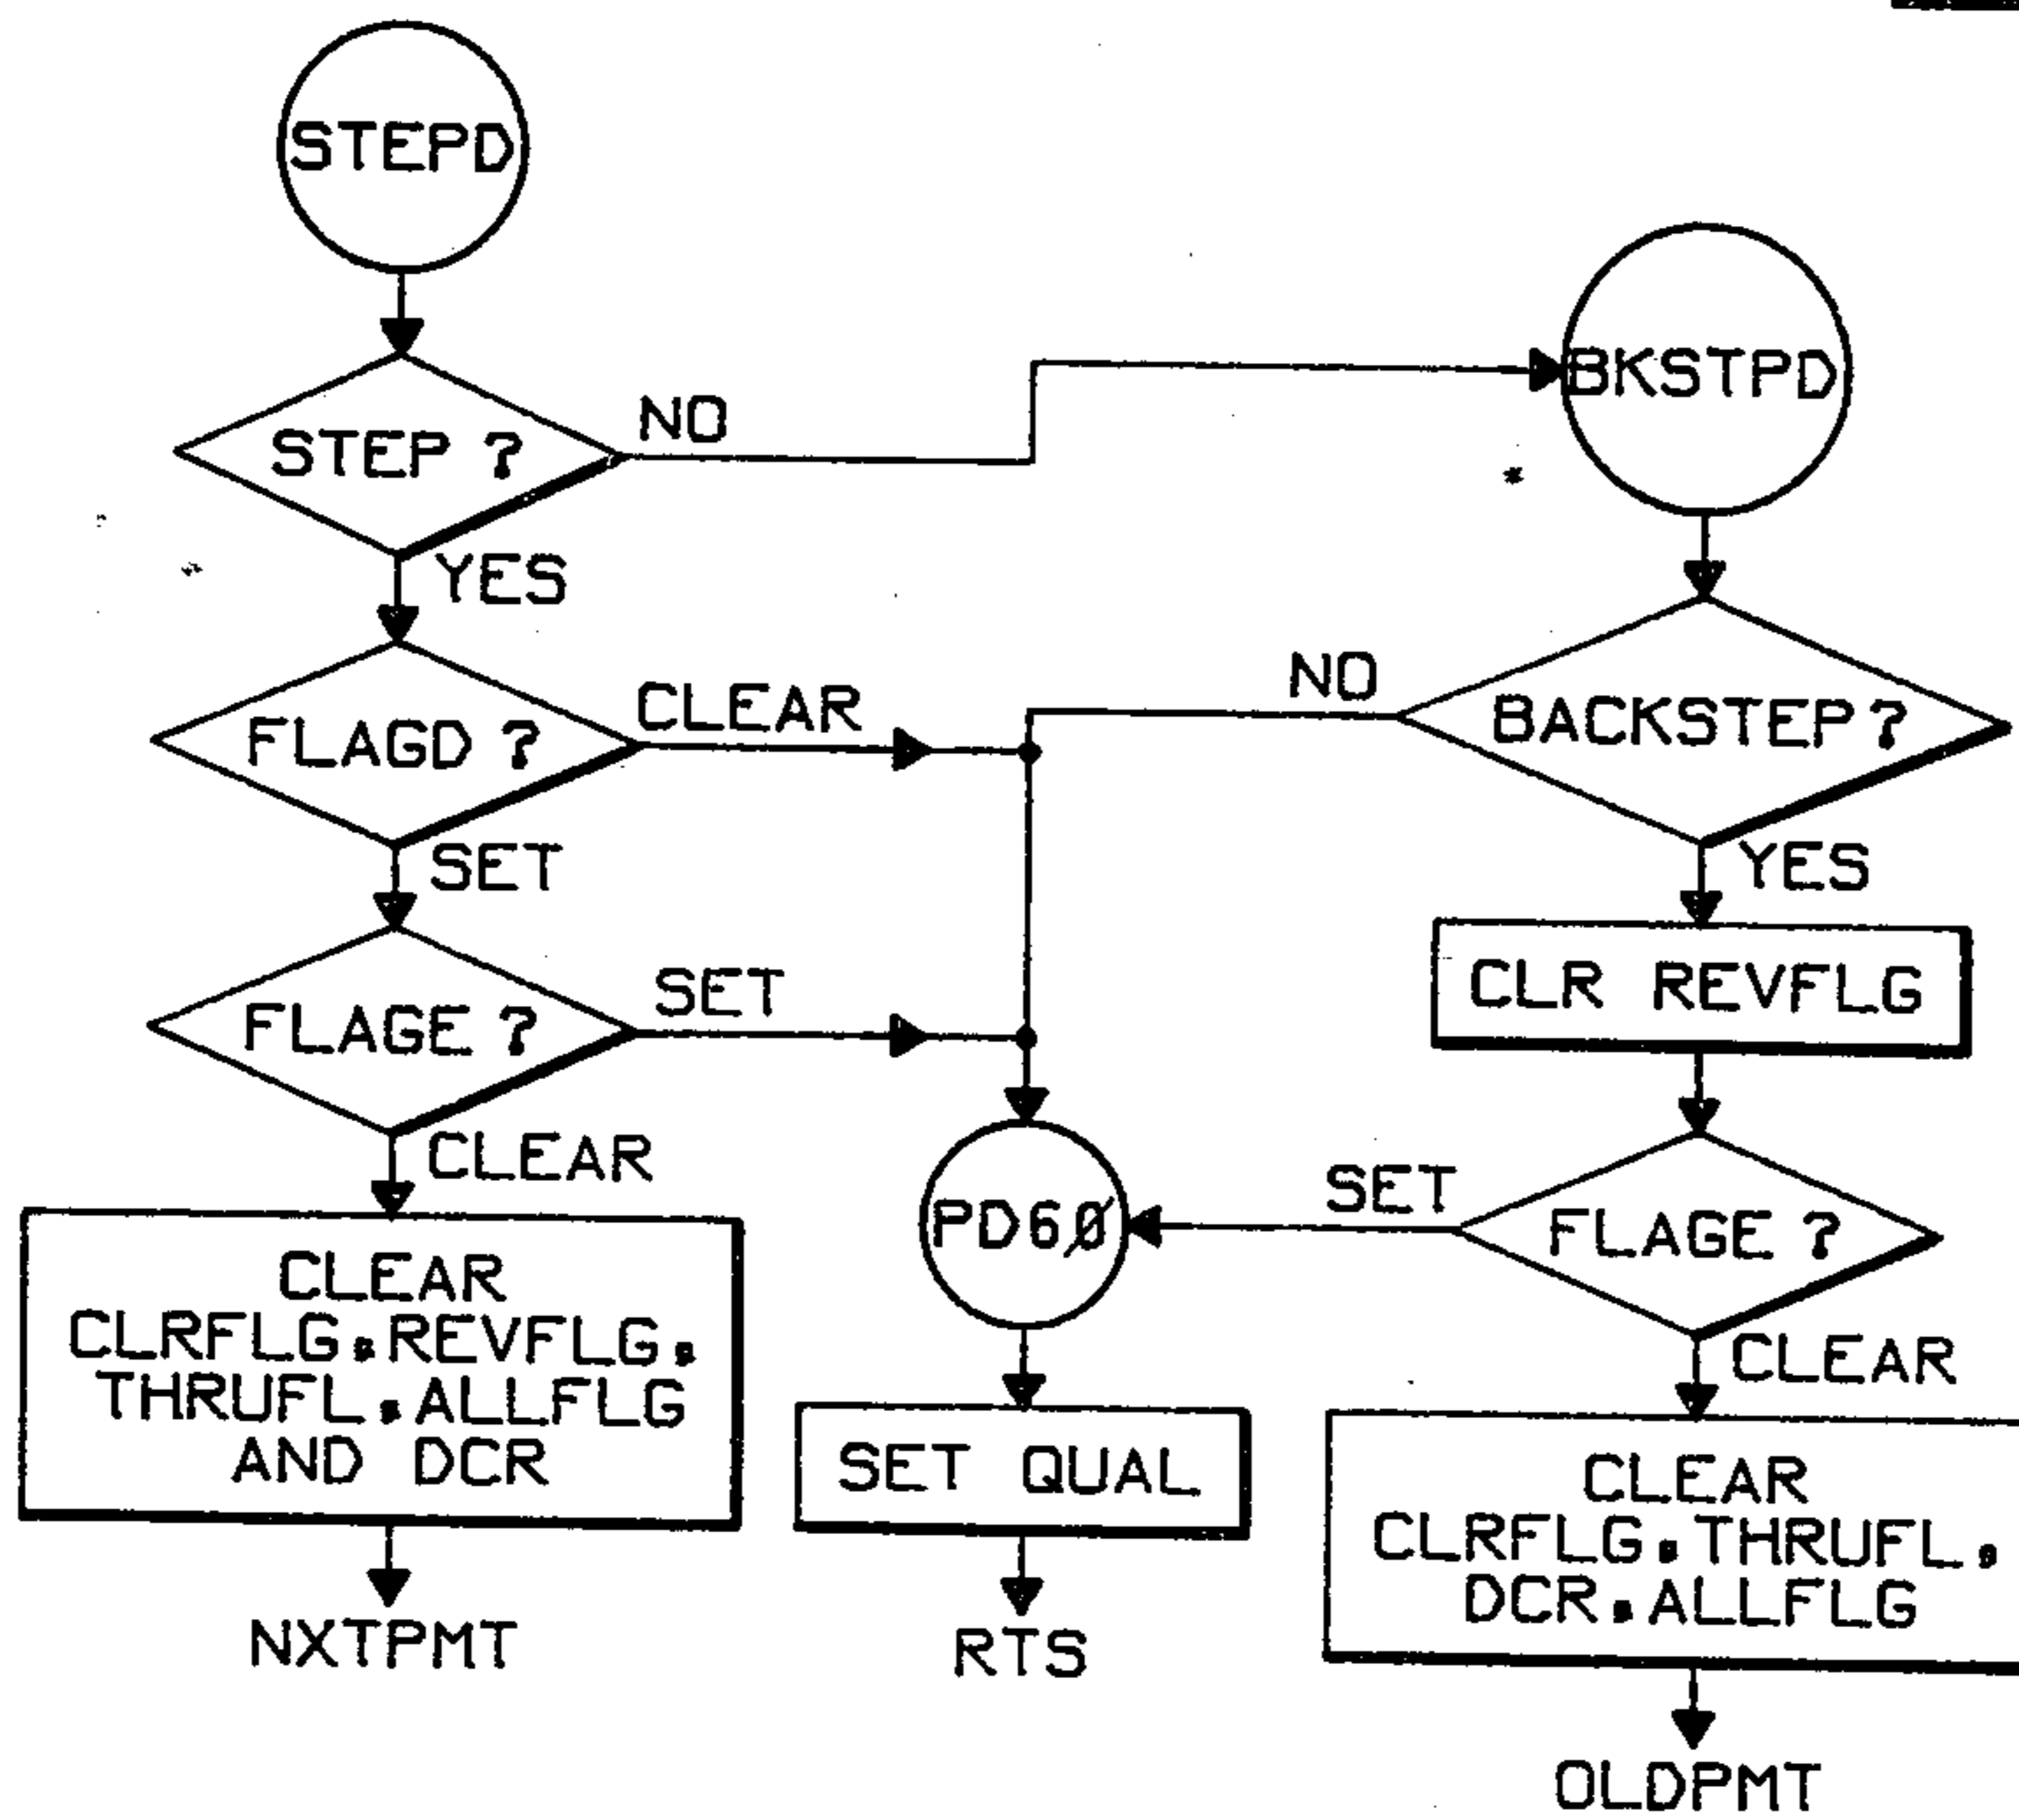 STEPD
STEP ?
NO
YES
FLAGD ?
CLEAR
SET
FLAGE ?
SET
CLEAR
CLEAR
CLRFLG,REVFLG,
THRUFL,ALLFLG
AND DCR
NXTPMT
BKSTPD
BACKSTEP?
NO
YES
CLR REVFLG
FLAGE ?
SET
CLEAR
CLEAR
CLRFLG,THRUFL,
DCR,ALLFLG
OLDPMT
PD6Ø
SET QUAL
RTS